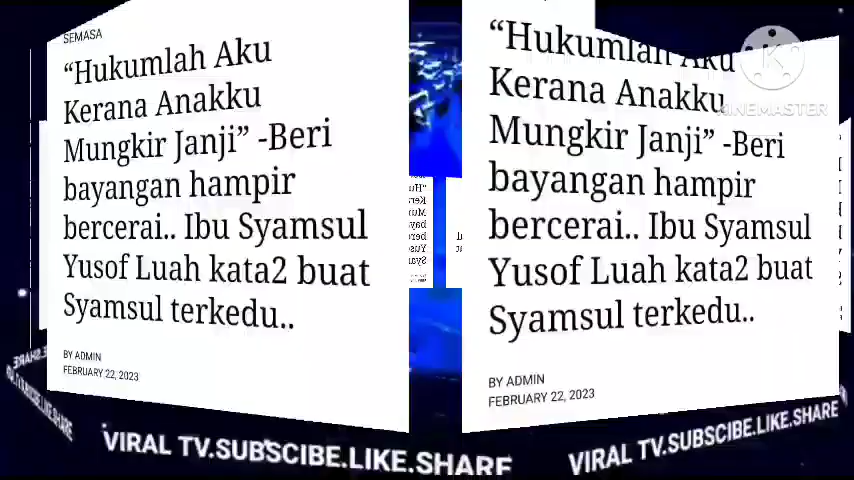 SEMASA
“Hukumlah Aku
Kerana Anakku
Mungkir Janji” -Beri
bayangan hampir
bercerai.. Ibu Syamsul
Yusof Luah kata2 buat
Syamsul terkedu..
BY ADMIN
FEBRUARY 22, 2023
“Hukumlah Aku
Kerana Anakku
Mungkir Janji” -Beri
bayangan hampir
bercerai.. Ibu Syamsul
Yusof Luah kata2 buat
Syamsul terkedu..
BY ADMIN
FEBRUARY 22, 2023
K
KINEMASTER
VIRAL TV.SUBSCIBE.LIKE.SHARE
VIRAL TV.SUBSCIBE.LIKE.SHARE